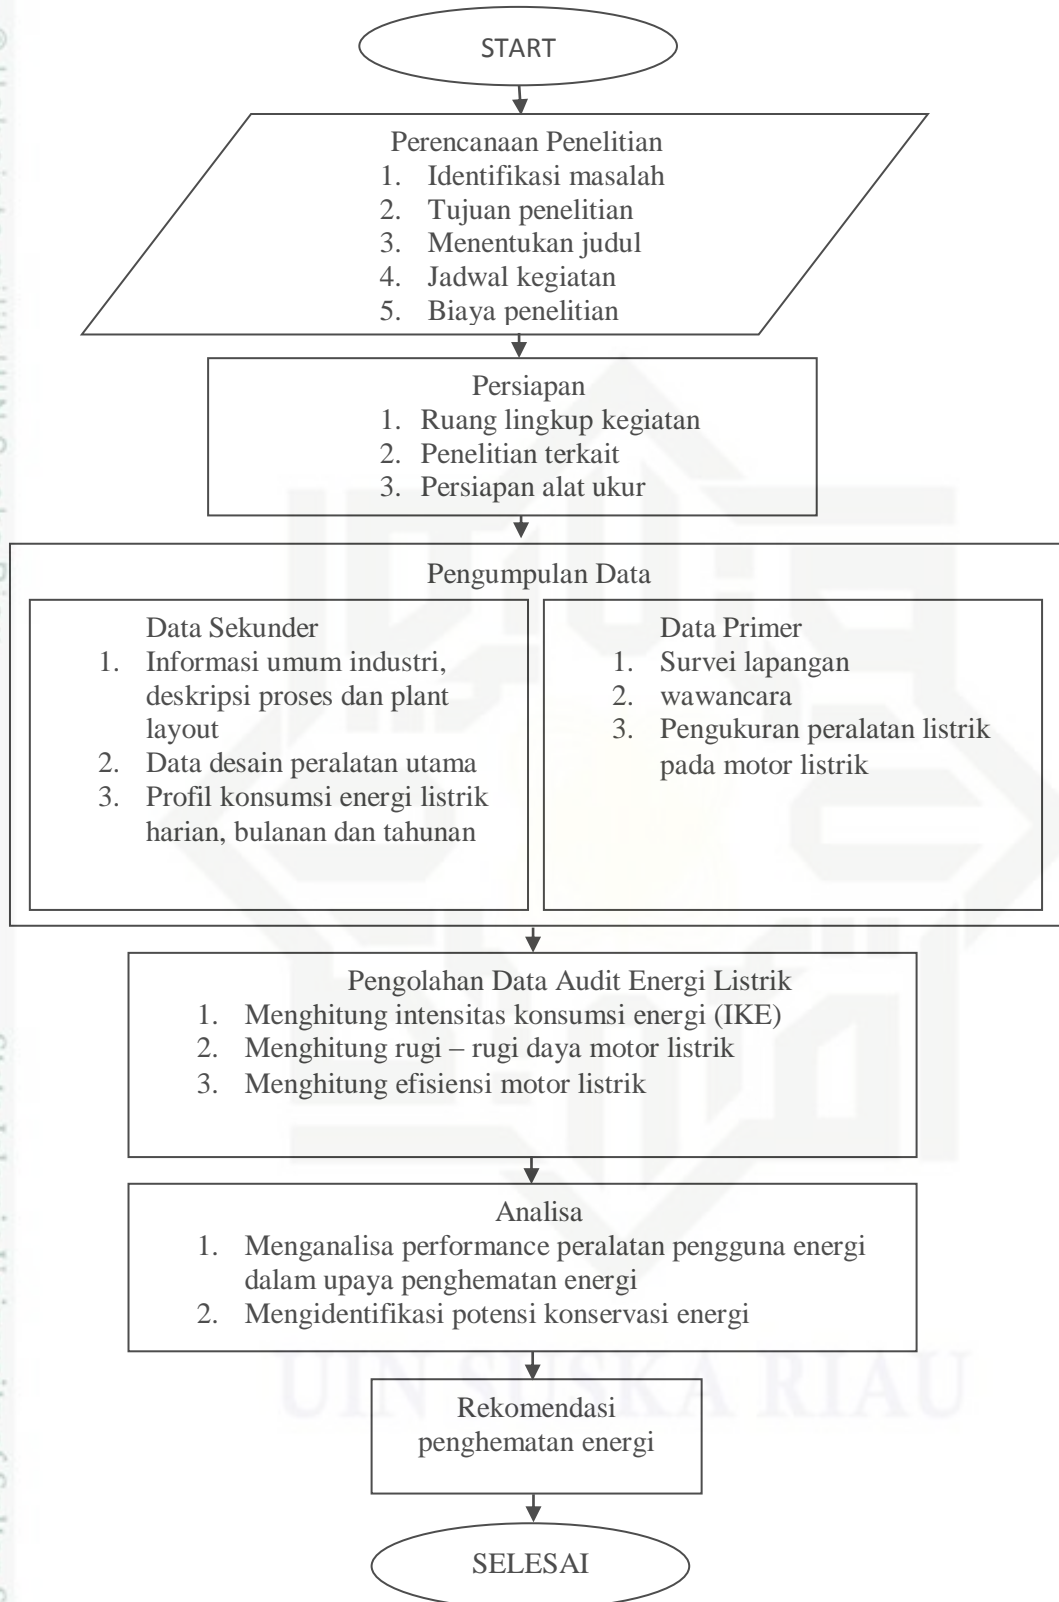 START
Perencanaan Penelitian
1. Identifikasi masalah
2. Tujuan penelitian
3. Menentukan judul
4. Jadwal kegiatan
5. Biaya penelitian
Persiapan
1. Ruang lingkup kegiatan
2. Penelitian terkait
3. Persiapan alat ukur
Pengumpulan Data
Data Sekunder
1. Informasi umum industri,
deskripsi proses dan plant
layout
2. Data desain peralatan utama
3. Profil konsumsi energi listrik
harian, bulanan dan tahunan
Data Primer
1. Survei lapangan
2. wawancara
3. Pengukuran peralatan listrik
pada motor listrik
Pengolahan Data Audit Energi Listrik
1. Menghitung intensitas konsumsi energi (IKE)
2. Menghitung rugi – rugi daya motor listrik
3. Menghitung efisiensi motor listrik
Analisa
1. Menganalisa performance peralatan pengguna energi
dalam upaya penghematan energi
2. Mengidentifikasi potensi konservasi energi
UIN SUSKA RIAU
Rekomendasi
penghematan energi
SELESAI